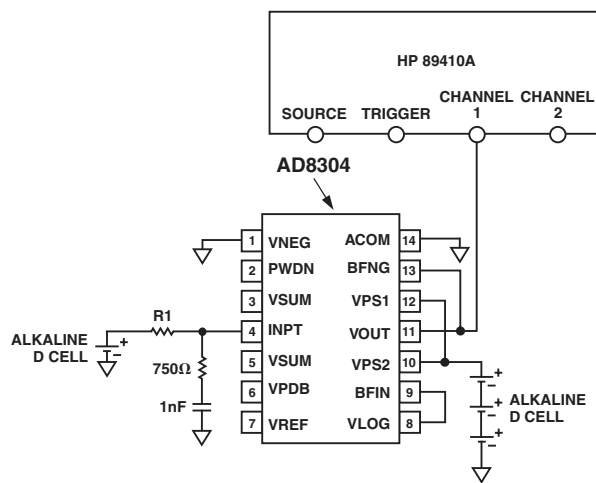 HP 89410A
SOURCE TRIGGER CHANNEL 1 CHANNEL 2
AD8304
1 VNEG ACOM 14
2 PWDN BFNG 13
3 VSUM VPS1 12
R1
4 INPT VOUT 11
ALKALINE
D CELL
+
–
750Ω
5 VSUM VPS2 10
6 VPDB BFIN 9
1nF
7 VREF VLOG 8
+
–
+
–
+
–
ALKALINE
D CELL